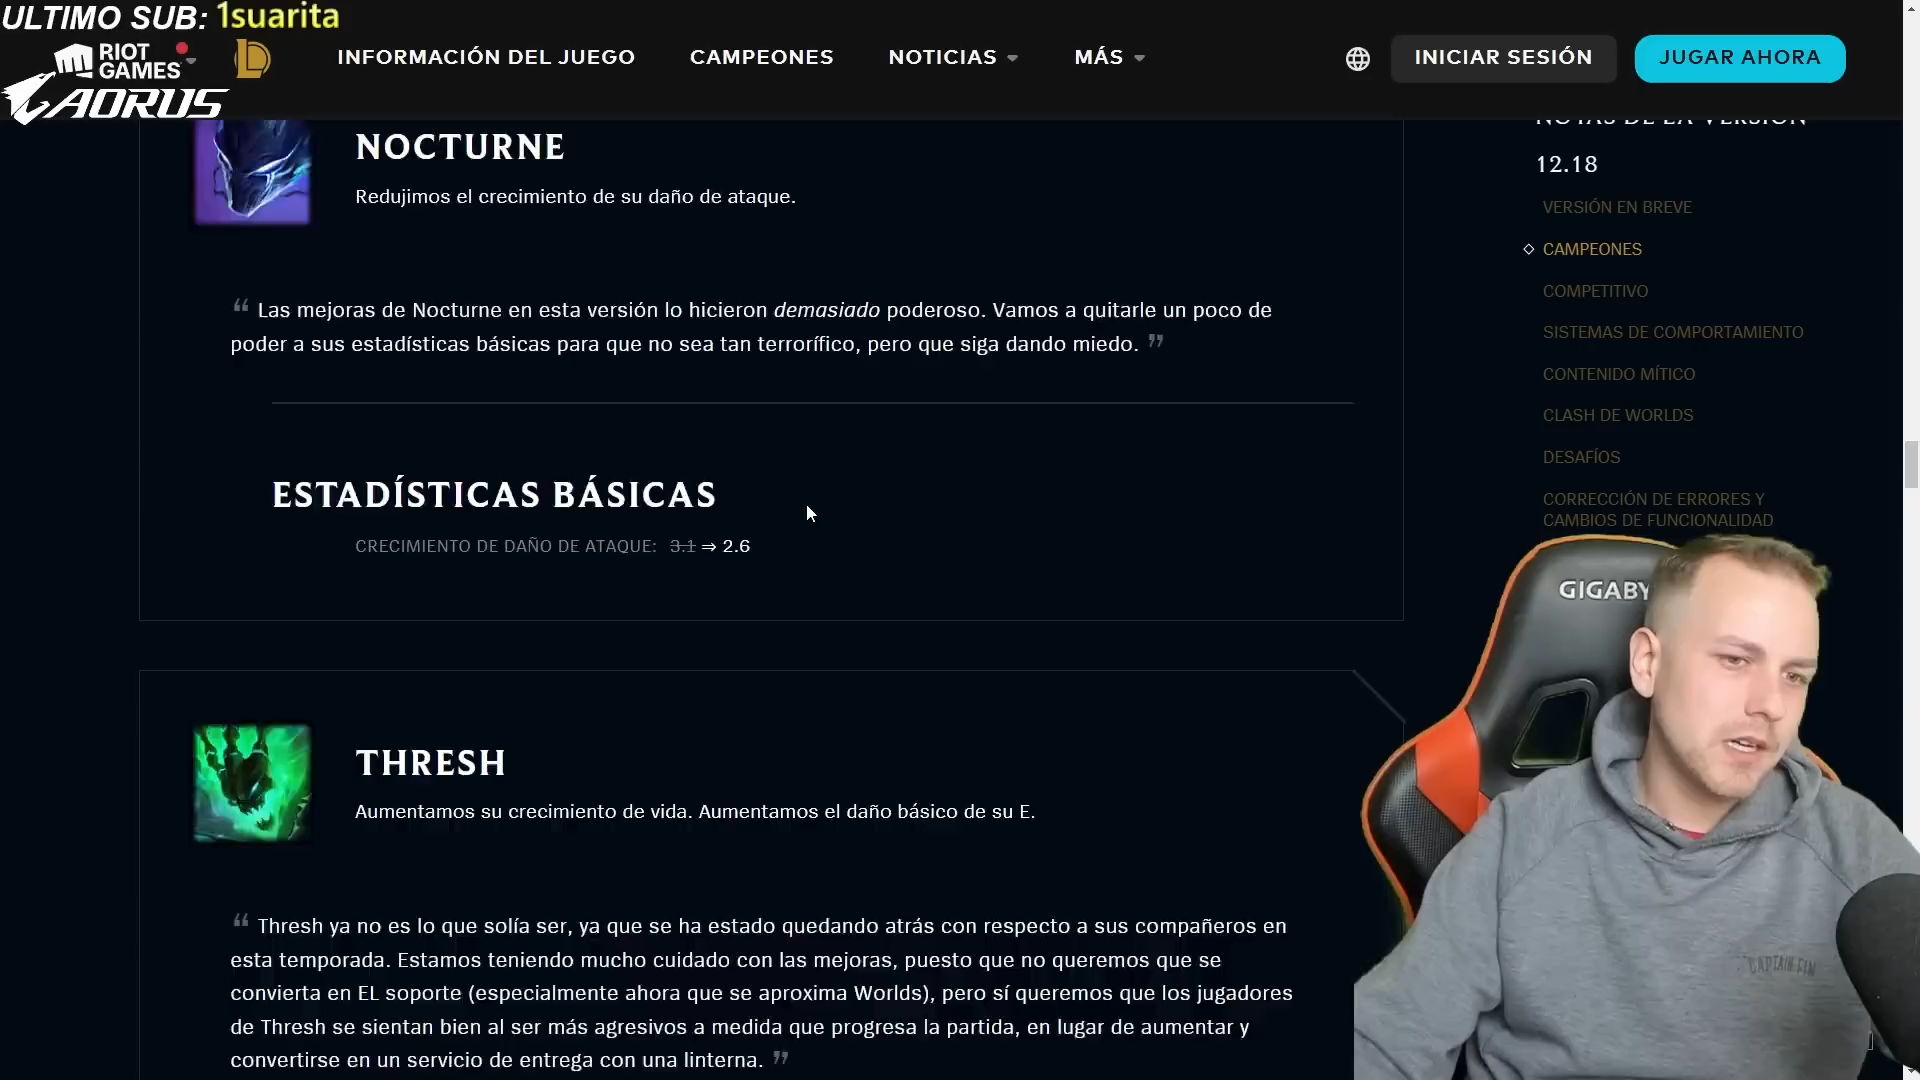 ULTIMO SUB: 1suarita
RIOT GAMES
INFORMACIÓN DEL JUEGO
CAMPEONES
NOTICIAS
MÁS
INICIAR SESIÓN
JUGAR AHORA
AORUS
NOCTURNE
Redujimos el crecimiento de su daño de ataque.
“ Las mejoras de Nocturne en esta versión lo hicieron demasiado poderoso. Vamos a quitarle un poco de
poder a sus estadísticas básicas para que no sea tan terrorífico, pero que siga dando miedo. ”
ESTADÍSTICAS BÁSICAS
CRECIMIENTO DE DAÑO DE ATAQUE: 3.1 ⇒ 2.6
THRESH
Aumentamos su crecimiento de vida. Aumentamos el daño básico de su E.
“ Thresh ya no es lo que solía ser, ya que se ha estado quedando atrás con respecto a sus compañeros en
esta temporada. Estamos teniendo mucho cuidado con las mejoras, puesto que no queremos que se
convierta en EL soporte (especialmente ahora que se aproxima Worlds), pero sí queremos que los jugadores
de Thresh se sientan bien al ser más agresivos a medida que progresa la partida, en lugar de aumentar y
convertirse en un servicio de entrega con una linterna. ”
NOTAS DE LA VERSIÓN
12.18
VERSIÓN EN BREVE
CAMPEONES
COMPETITIVO
SISTEMAS DE COMPORTAMIENTO
CONTENIDO MÍTICO
CLASH DE WORLDS
DESAFÍOS
CORRECCIÓN DE ERRORES Y
CAMBIOS DE FUNCIONALIDAD
GIGABY